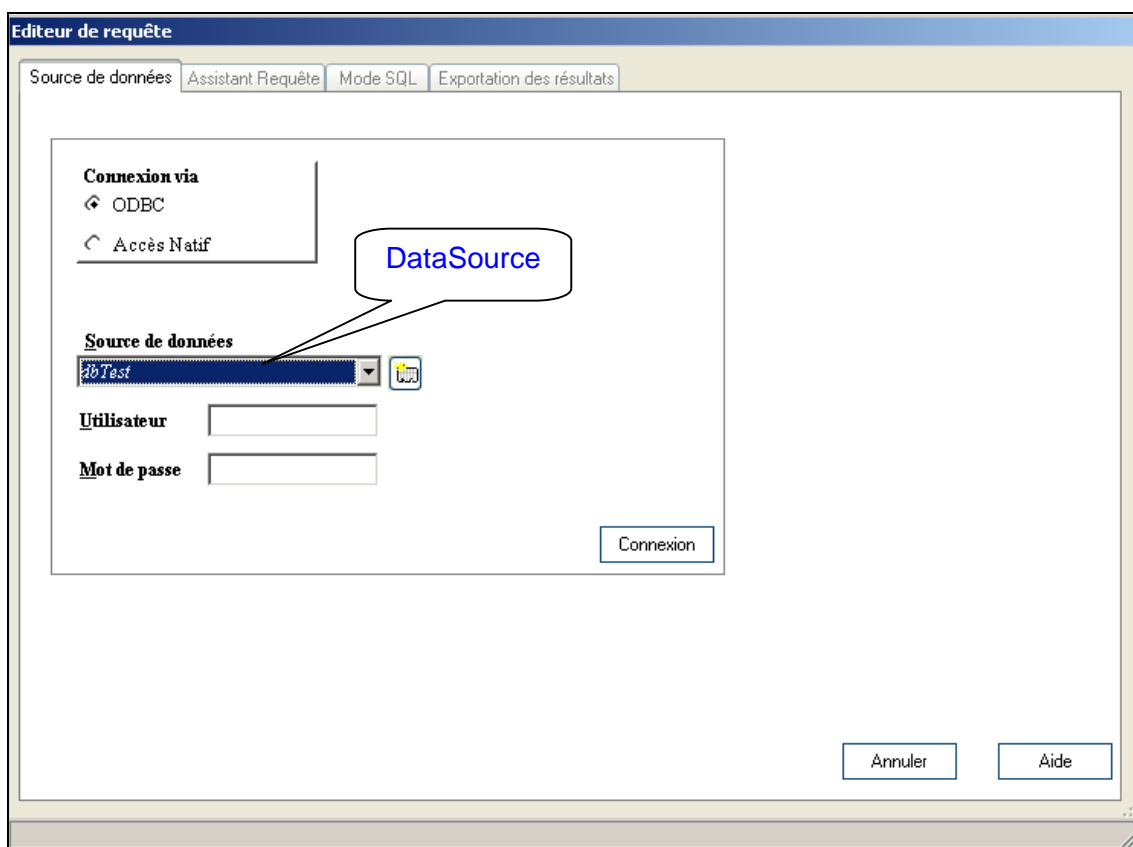 Editeur de requête
Source de données Assistant Requête Mode SQL Exportation des résultats
Connexion via
ODBC
Accès Natif
DataSource
Source de données
dbTest
Utilisateur
Mot de passe
Connexion
Annuler Aide